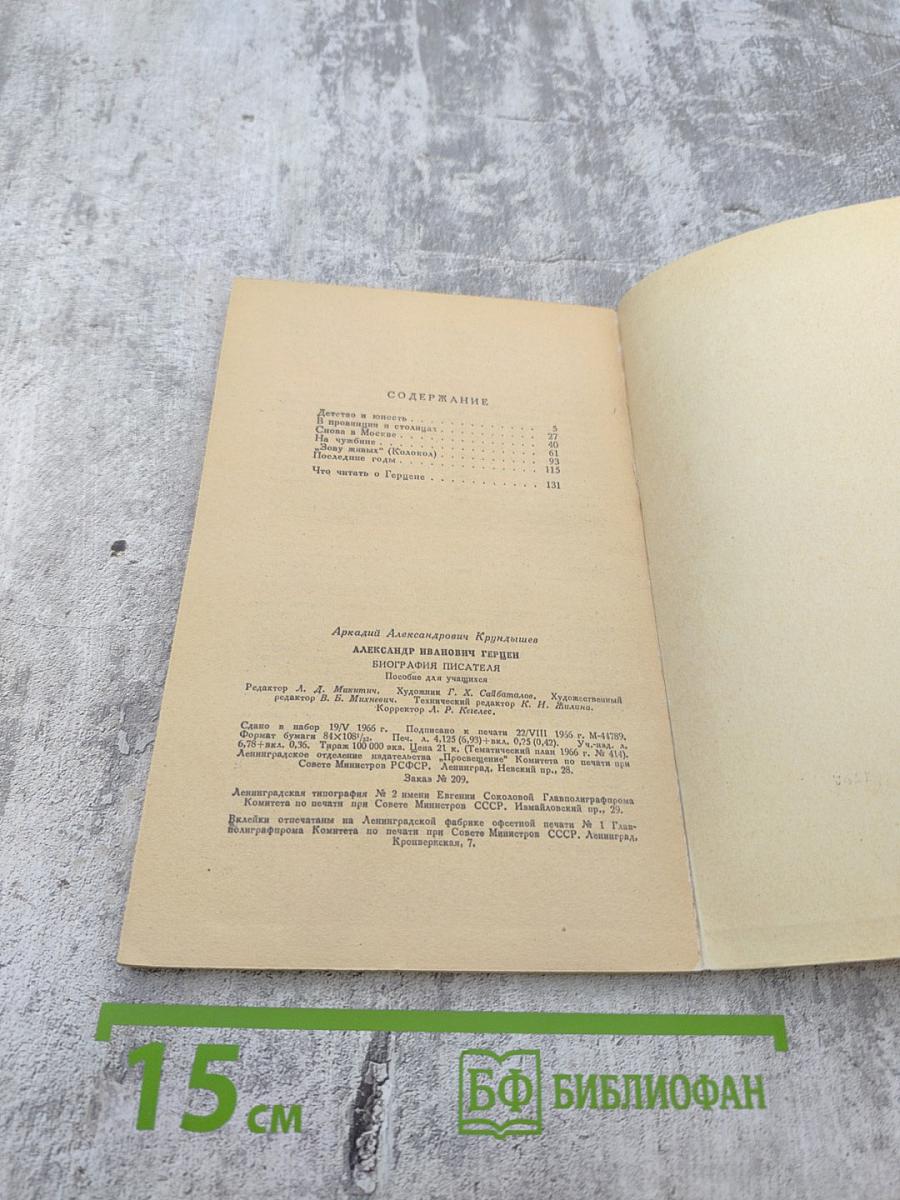 СОДЕРЖАНИЕ
Детство и юность . . . . . . . . . . . . 5
В провинции и столицах . . . . . . . . . . 27
Снова в Москве . . . . . . . . . . . . 40
На чужбине . . . . . . . . . . . . 61
„Зову живых“ (Колокол) . . . . . . . . . . 93
Последние годы . . . . . . . . . . . . 115
Что читать о Герцене . . . . . . . . . . . 131
Аркадий Александрович Крундышев
АЛЕКСАНДР ИВАНОВИЧ ГЕРЦЕН
БИОГРАФИЯ ПИСАТЕЛЯ
Пособие для учащихся
Редактор Л. Д. Микитич. Художник Г. Х. Сайбаталов. Художественный
редактор В. Б. Михневич. Технический редактор К. И. Жилина.
Корректор Л. Р. Кегелес.
Сдано в набор 19/V 1966 г. Подписано к печати 22/VIII 1966 г. М-44789.
Формат бумаги 84×108¹/₃₂. Печ. л. 4,125 (6,93)+вкл. 0,25 (0,42). Уч.-изд. л.
6,78+вкл. 0,36. Тираж 100 000 экз. Цена 21 к. (Тематический план 1966 г. № 414).
Ленинградское отделение издательства „Просвещение“ Комитета по печати при
Совете Министров РСФСР. Ленинград, Невский пр., 28.
Заказ № 209.
Ленинградская типография № 2 имени Евгении Соколовой Главполиграфпрома
Комитета по печати при Совете Министров СССР. Измайловский пр., 29.
Вклейки отпечатаны на Ленинградской фабрике офсетной печати № 1 Глав-
полиграфпрома Комитета по печати при Совете Министров СССР. Ленинград,
Кронверкская, 7.
15 см
БФ БИБЛИОФАН